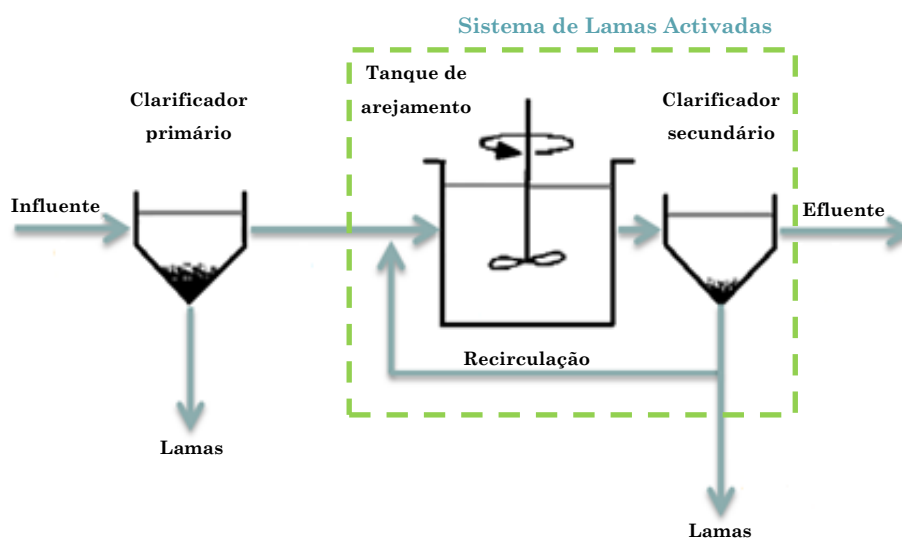 Sistema de Lamas Activadas
Tanque de
arejamento
Clarificador
primário
Clarificador
secundário
Influente
Efluente
Recirculação
Lamas
Lamas